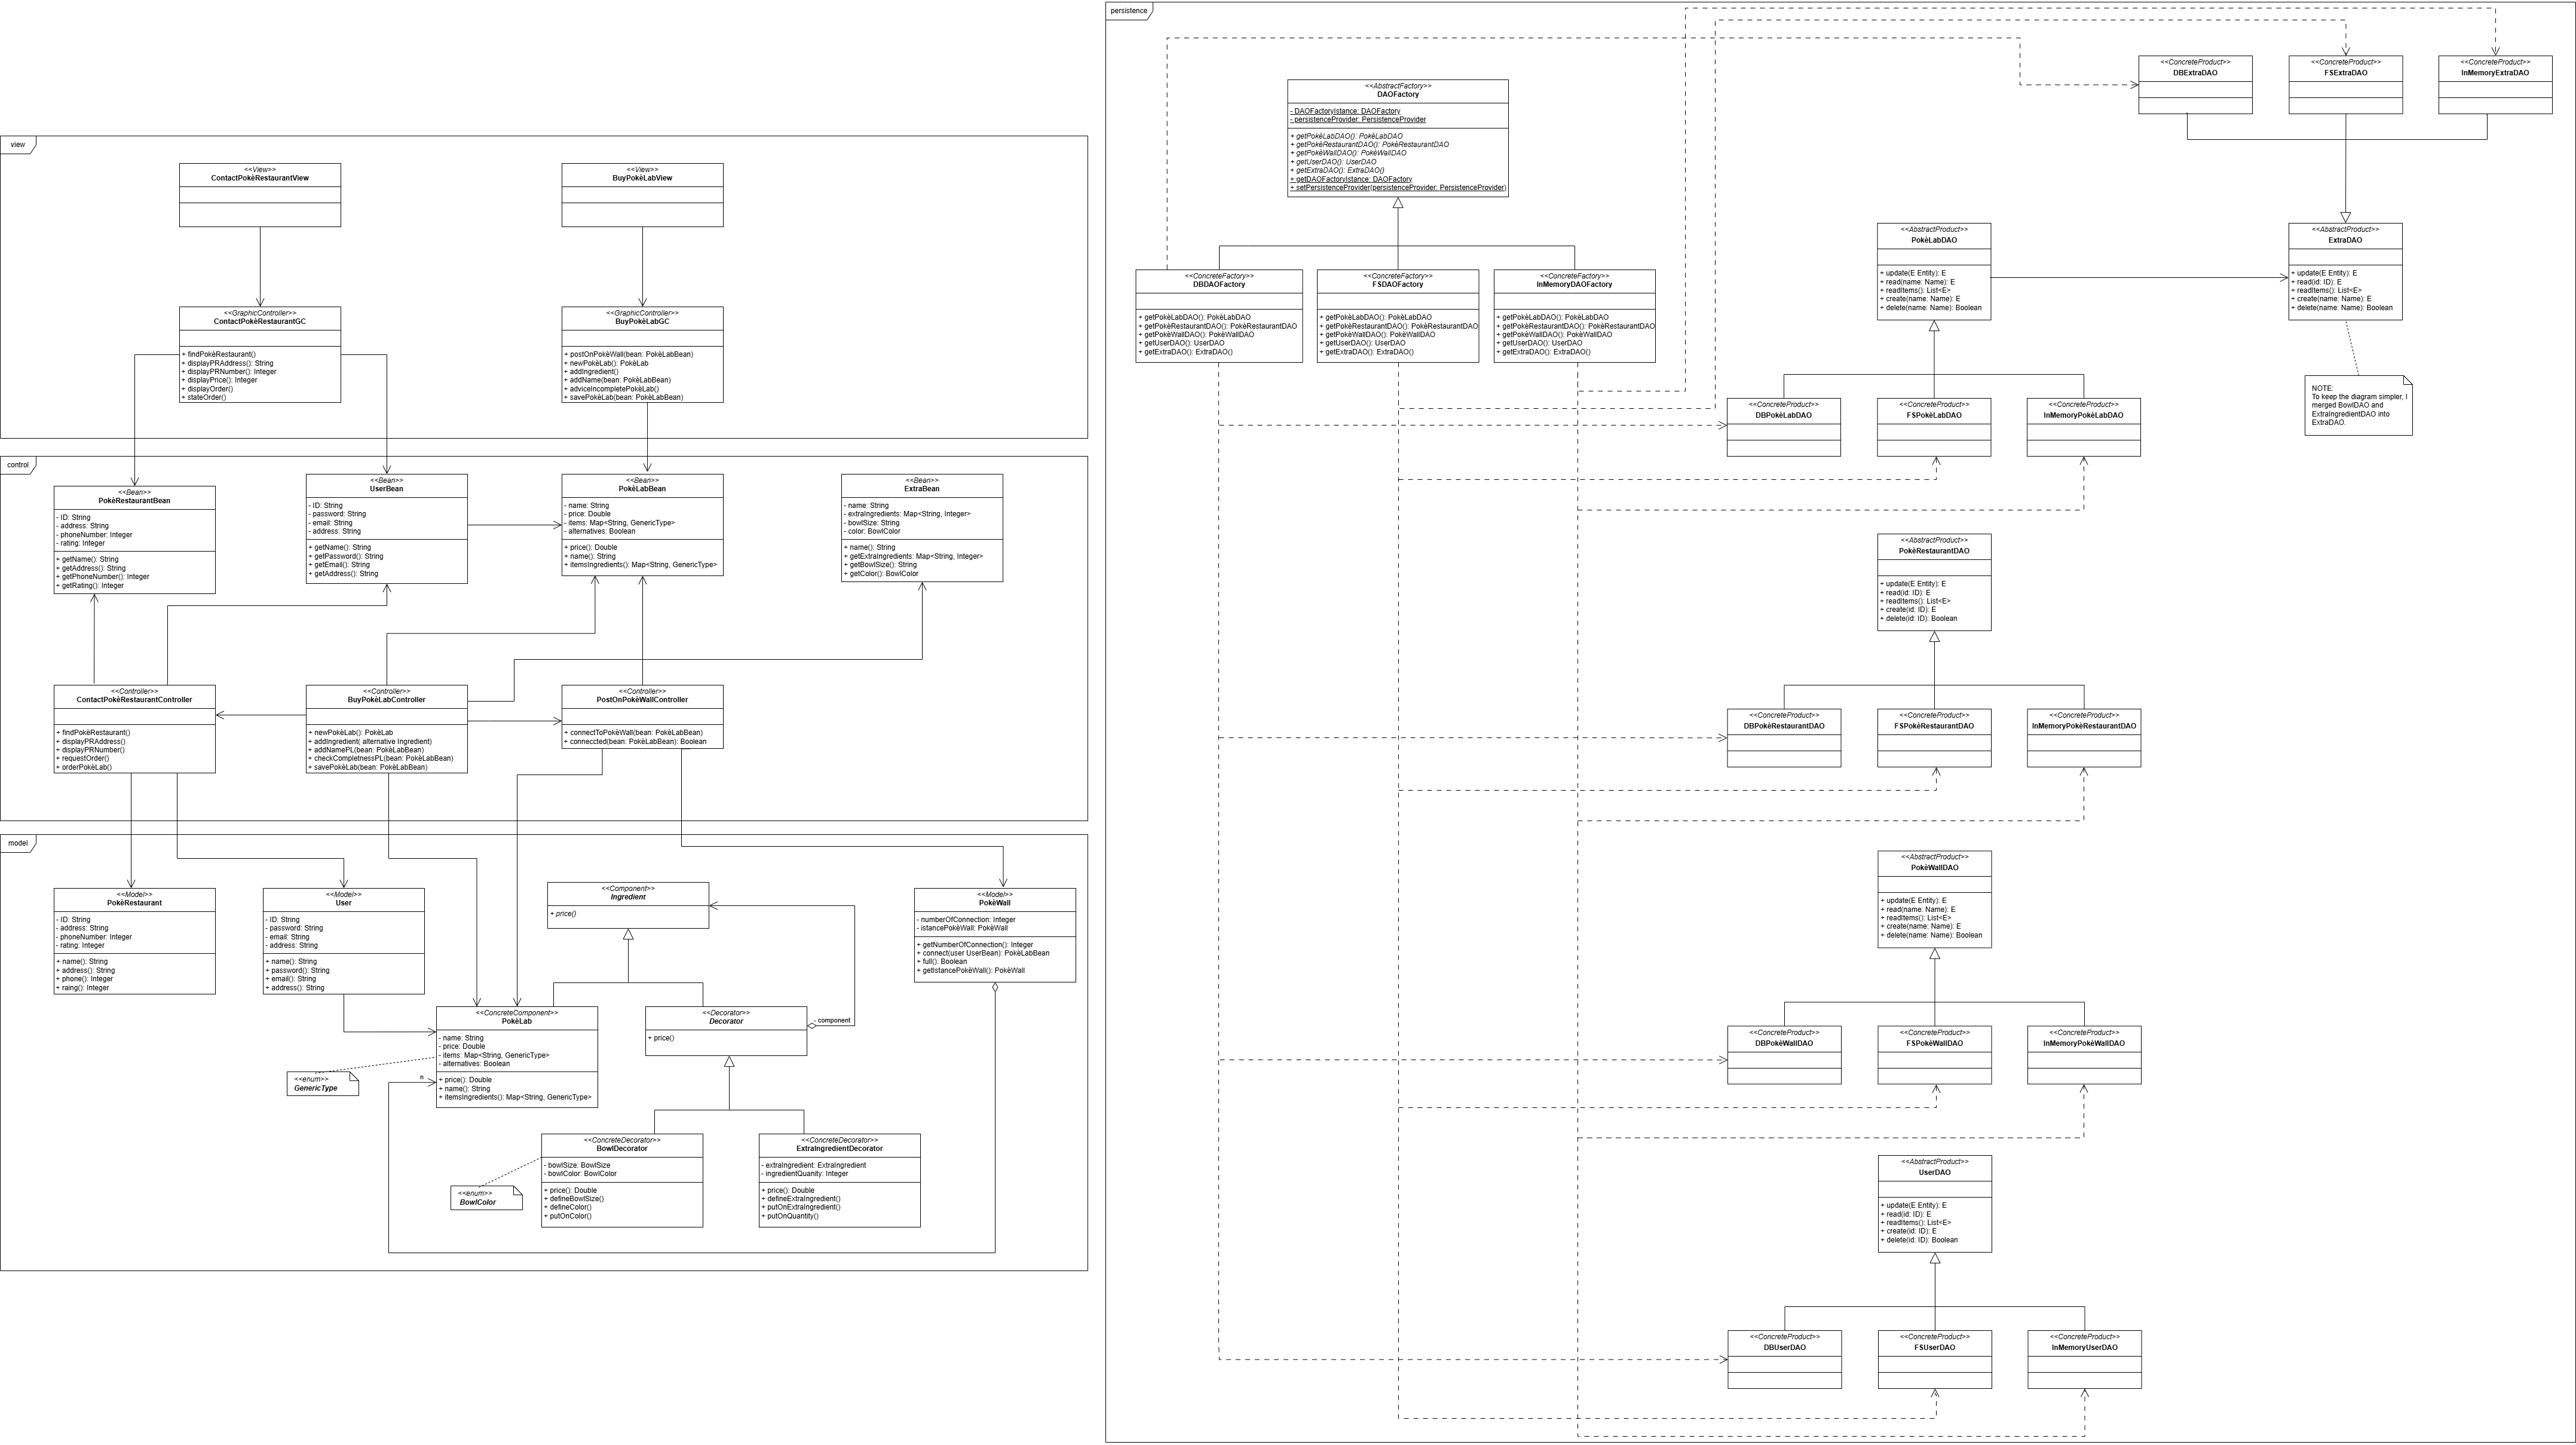 view
<<View>>
ContactPokèRestaurantView
<<View>>
BuyPokèLabView
<<GraphicController>>
ContactPokèRestaurantGC
+ findPokèRestaurant()
+ displayPRAddress(): String
+ displayPRNumber(): Integer
+ displayPrice(): Integer
+ displayOrder()
+ stateOrder()
<<GraphicController>>
BuyPokèLabGC
+ postOnPokèWall(bean: PokèLabBean)
+ newPokèLab(): PokèLab
+ addIngredient()
+ addName(bean: PokèLabBean)
+ adviceIncompletePokèLab()
+ savePokèLab(bean: PokèLabBean)
control
<<Bean>>
PokèRestaurantBean
- ID: String
- address: String
- phoneNumber: Integer
- rating: Integer
+ getName(): String
+ getAddress(): String
+ getPhoneNumber(): Integer
+ getRating(): Integer
<<Bean>>
UserBean
- ID: String
- password: String
- email: String
- address: String
+ getName(): String
+ getPassword(): String
+ getEmail(): String
+ getAddress(): String
<<Bean>>
PokèLabBean
- name: String
- price: Double
- items: Map<String, GenericType>
- alternatives: Boolean
+ price(): Double
+ name(): String
+ itemsIngredients(): Map<String, GenericType>
<<Bean>>
ExtraBean
- name: String
- extraIngredients: Map<String, Integer>
- bowlSize: String
- color: BowlColor
+ name(): String
+ getExtraIngredients: Map<String, Integer>
+ getBowlSize(): String
+ getColor(): BowlColor
<<Controller>>
ContactPokèRestaurantController
+ findPokèRestaurant()
+ displayPRAddress()
+ displayPRNumber()
+ requestOrder()
+ orderPokèLab()
<<Controller>>
BuyPokèLabController
+ newPokèLab(): PokèLab
+ addIngredient( alternative Ingredient)
+ addNamePL(bean: PokèLabBean)
+ checkCompletnessPL(bean: PokèLabBean)
+ savePokèLab(bean: PokèLabBean)
<<Controller>>
PostOnPokèWallController
+ connectToPokèWall(bean: PokèLabBean)
+ conneccted(bean: PokèLabBean): Boolean
model
<<Model>>
PokèRestaurant
- ID: String
- address: String
- phoneNumber: Integer
- rating: Integer
+ name(): String
+ address(): String
+ phone(): Integer
+ raing(): Integer
<<Model>>
User
- ID: String
- password: String
- email: String
- address: String
+ name(): String
+ password(): String
+ email(): String
+ address(): String
<<Component>>
Ingredient
+ price()
<<Model>>
PokèWall
- numberOfConnection: Integer
- istancePokèWall: PokèWall
+ getNumberOfConnection(): Integer
+ connect(user UserBean): PokèLabBean
+ full(): Boolean
+ getIstancePokèWall(): PokèWall
<<ConcreteComponent>>
PokèLab
- name: String
- price: Double
- items: Map<String, GenericType>
- alternatives: Boolean
+ price(): Double
+ name(): String
+ itemsIngredients(): Map<String, GenericType>
<<Decorator>>
Decorator
+ price()
- component
<<enum>>
GenericType
n
<<ConcreteDecorator>>
BowlDecorator
- bowlSize: BowlSize
- bowlColor: BowlColor
+ price(): Double
+ defineBowlSize()
+ defineColor()
+ putOnColor()
<<ConcreteDecorator>>
ExtraIngredientDecorator
- extraIngredient: ExtraIngredient
- ingredientQuanity: Integer
+ price(): Double
+ defineExtraIngredient()
+ putOnExtraIngredient()
+ putOnQuantity()
<<enum>>
BowlColor
persistence
<<AbstractFactory>>
DAOFactory
- DAOFactoryIstance: DAOFactory
- persistenceProvider: PersistenceProvider
+ getPokèLabDAO(): PokèLabDAO
+ getPokèRestaurantDAO(): PokèRestaurantDAO
+ getPokèWallDAO(): PokèWallDAO
+ getUserDAO(): UserDAO
+ getExtraDAO(): ExtraDAO()
+ getDAOFactoryIstance: DAOFactory
+ setPersistenceProvider(persistenceProvider: PersistenceProvider)
<<ConcreteFactory>>
DBDAOFactory
+ getPokèLabDAO(): PokèLabDAO
+ getPokèRestaurantDAO(): PokèRestaurantDAO
+ getPokèWallDAO(): PokèWallDAO
+ getUserDAO(): UserDAO
+ getExtraDAO(): ExtraDAO()
<<ConcreteFactory>>
FSDAOFactory
+ getPokèLabDAO(): PokèLabDAO
+ getPokèRestaurantDAO(): PokèRestaurantDAO
+ getPokèWallDAO(): PokèWallDAO
+ getUserDAO(): UserDAO
+ getExtraDAO(): ExtraDAO()
<<ConcreteFactory>>
InMemoryDAOFactory
+ getPokèLabDAO(): PokèLabDAO
+ getPokèRestaurantDAO(): PokèRestaurantDAO
+ getPokèWallDAO(): PokèWallDAO
+ getUserDAO(): UserDAO
+ getExtraDAO(): ExtraDAO()
<<ConcreteProduct>>
DBExtraDAO
<<ConcreteProduct>>
FSExtraDAO
<<ConcreteProduct>>
InMemoryExtraDAO
<<AbstractProduct>>
PokèLabDAO
+ update(E Entity): E
+ read(name: Name): E
+ readItems(): List<E>
+ create(name: Name): E
+ delete(name: Name): Boolean
<<AbstractProduct>>
ExtraDAO
+ update(E Entity): E
+ read(id: ID): E
+ readItems(): List<E>
+ create(name: Name): E
+ delete(name: Name): Boolean
NOTE:
To keep the diagram simpler, I
merged BowlDAO and
ExtraIngredientDAO into
ExtraDAO.
<<ConcreteProduct>>
DBPokèLabDAO
<<ConcreteProduct>>
FSPokèLabDAO
<<ConcreteProduct>>
InMemoryPokèLabDAO
<<AbstractProduct>>
PokèRestaurantDAO
+ update(E Entity): E
+ read(id: ID): E
+ readItems(): List<E>
+ create(id: ID): E
+ delete(id: ID): Boolean
<<ConcreteProduct>>
DBPokèRestaurantDAO
<<ConcreteProduct>>
FSPokèRestaurantDAO
<<ConcreteProduct>>
InMemoryPokèRestaurantDAO
<<AbstractProduct>>
PokèWallDAO
+ update(E Entity): E
+ read(name: Name): E
+ readItems(): List<E>
+ create(name: Name): E
+ delete(name: Name): Boolean
<<ConcreteProduct>>
DBPokèWallDAO
<<ConcreteProduct>>
FSPokèWallDAO
<<ConcreteProduct>>
InMemoryPokèWallDAO
<<AbstractProduct>>
UserDAO
+ update(E Entity): E
+ read(id: ID): E
+ readItems(): List<E>
+ create(id: ID): E
+ delete(id: ID): Boolean
<<ConcreteProduct>>
DBUserDAO
<<ConcreteProduct>>
FSUserDAO
<<ConcreteProduct>>
InMemoryUserDAO